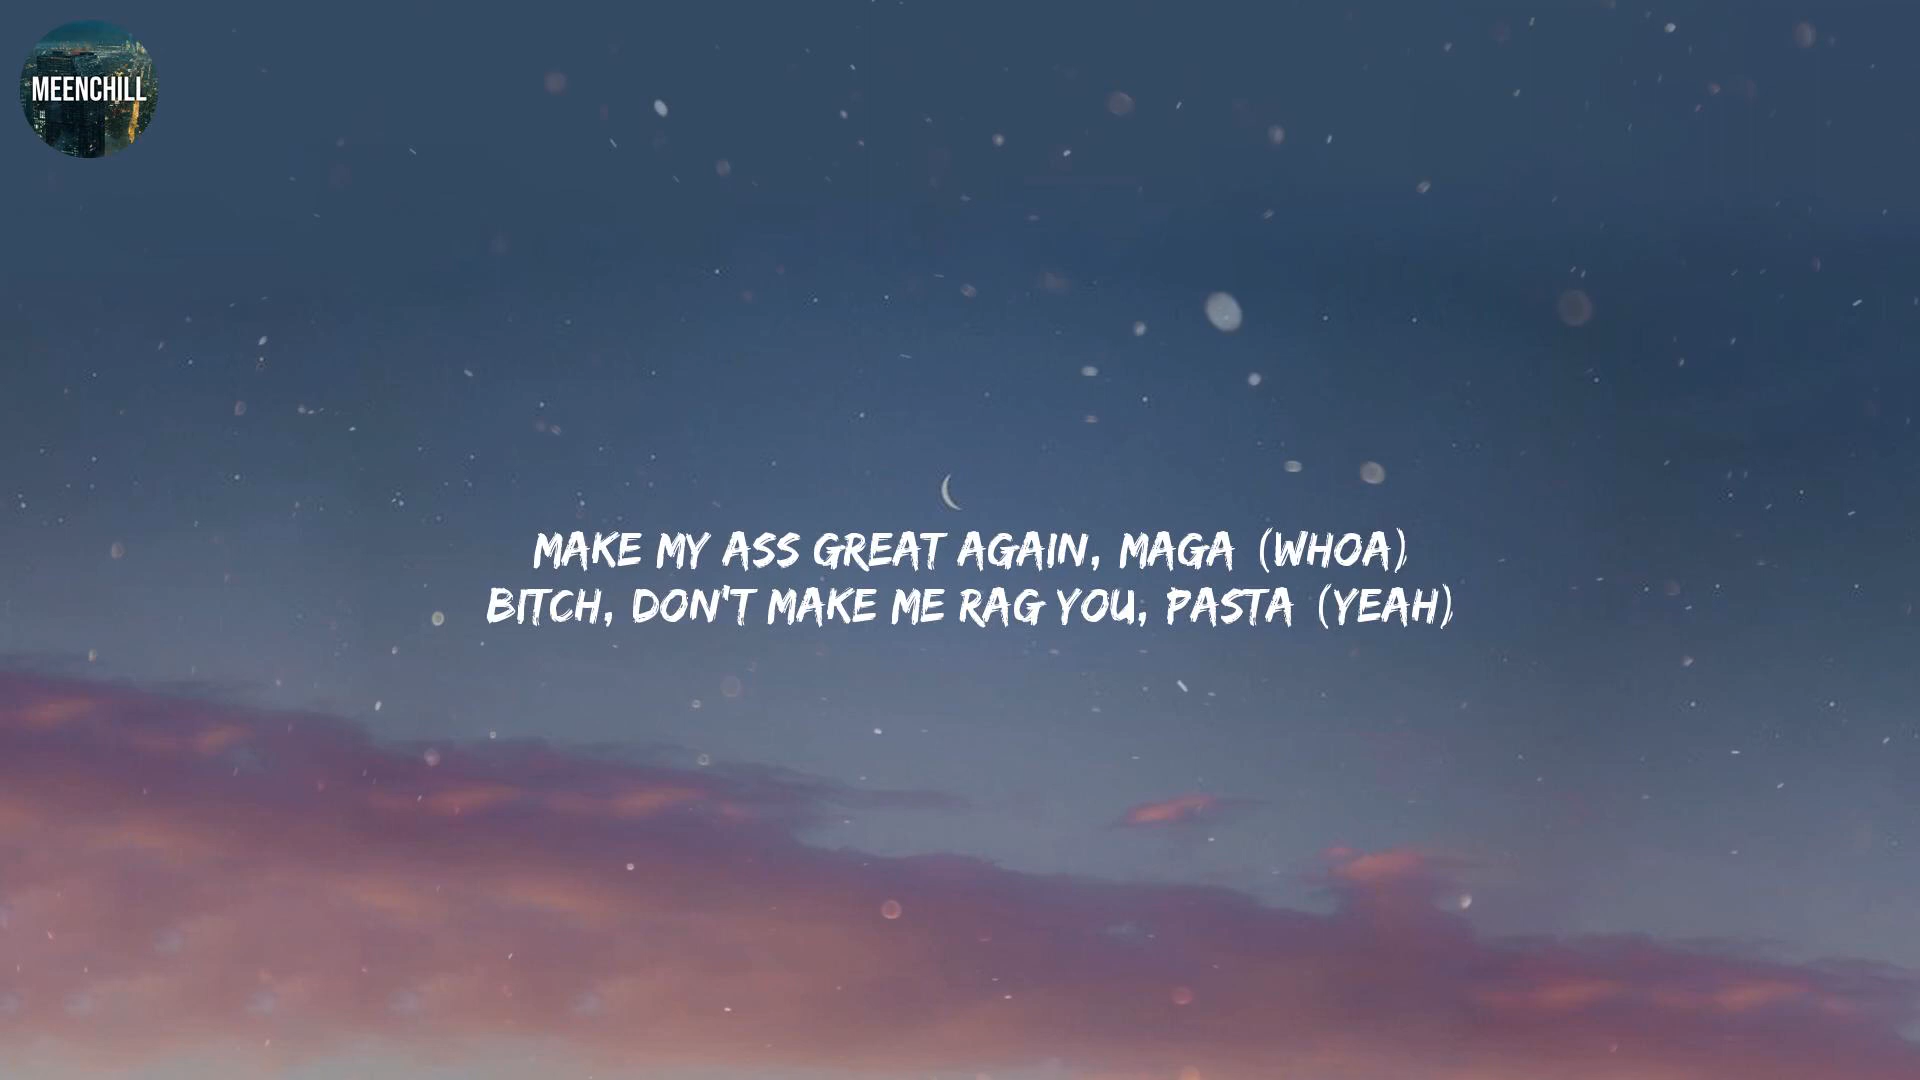 MEENCHILL
MAKE MY ASS GREAT AGAIN, MAGA (WHOA)
BITCH, DON'T MAKE ME RAG YOU, PASTA (YEAH)